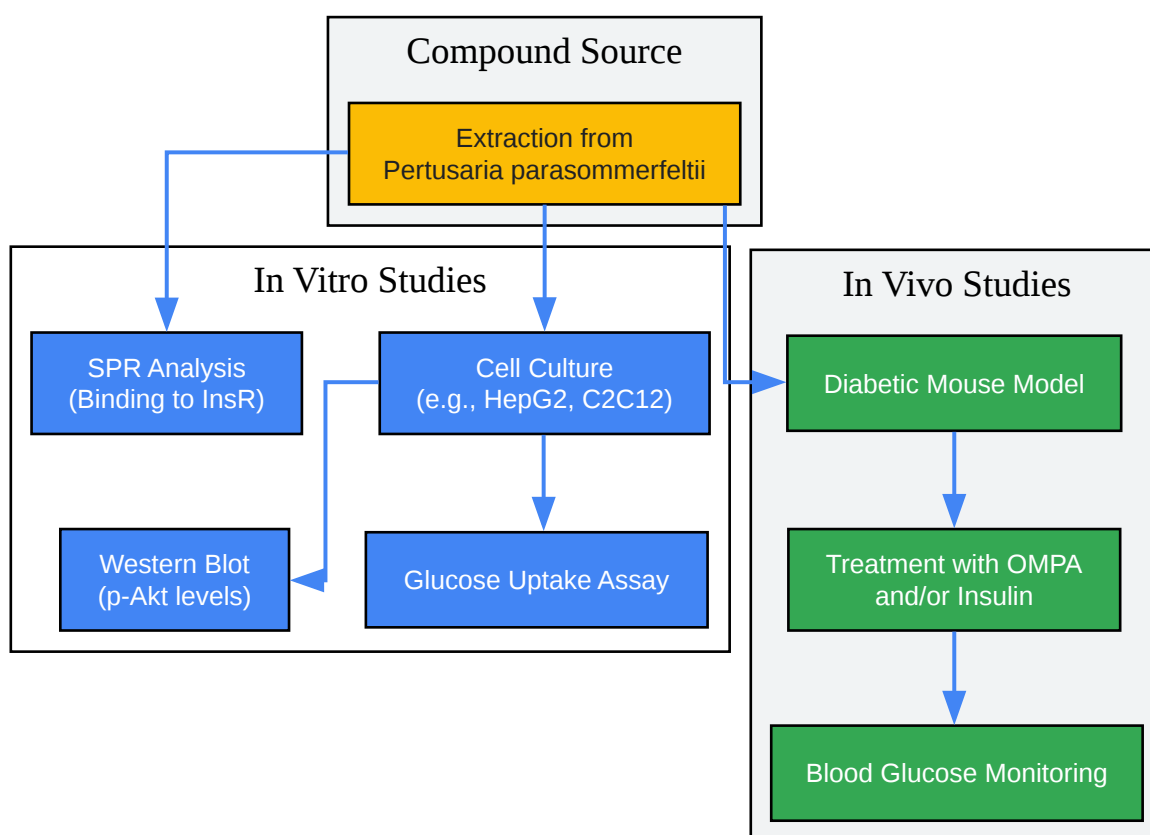 Compound Source
Extraction from
Pertusaria parasommerfeltii
In Vitro Studies
SPR Analysis
(Binding to InsR)
Cell Culture
(e.g., HepG2, C2C12)
Western Blot
(p-Akt levels)
Glucose Uptake Assay
In Vivo Studies
Diabetic Mouse Model
Treatment with OMPA
and/or Insulin
Blood Glucose Monitoring